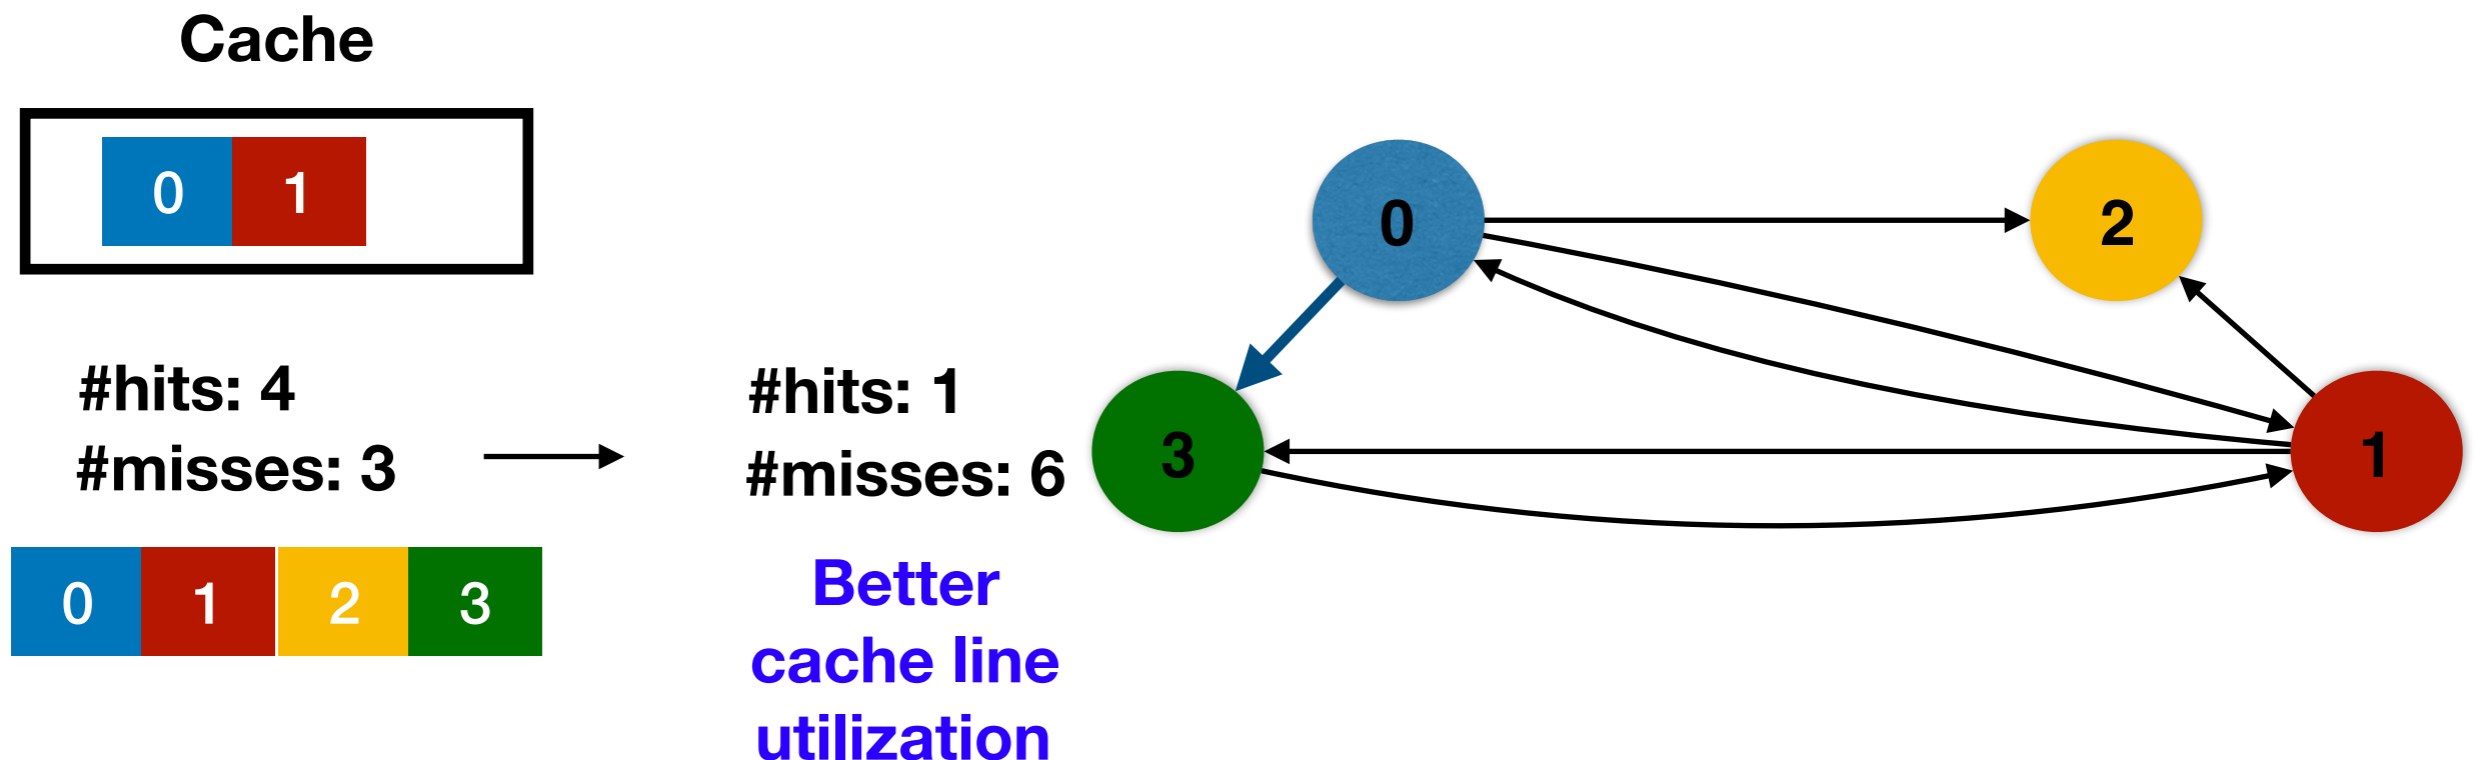 Cache
0 1
#hits: 4
#misses: 3
0 1 2 3
#hits: 1
#misses: 6
Better
cache line
utilization
0
2
3
1